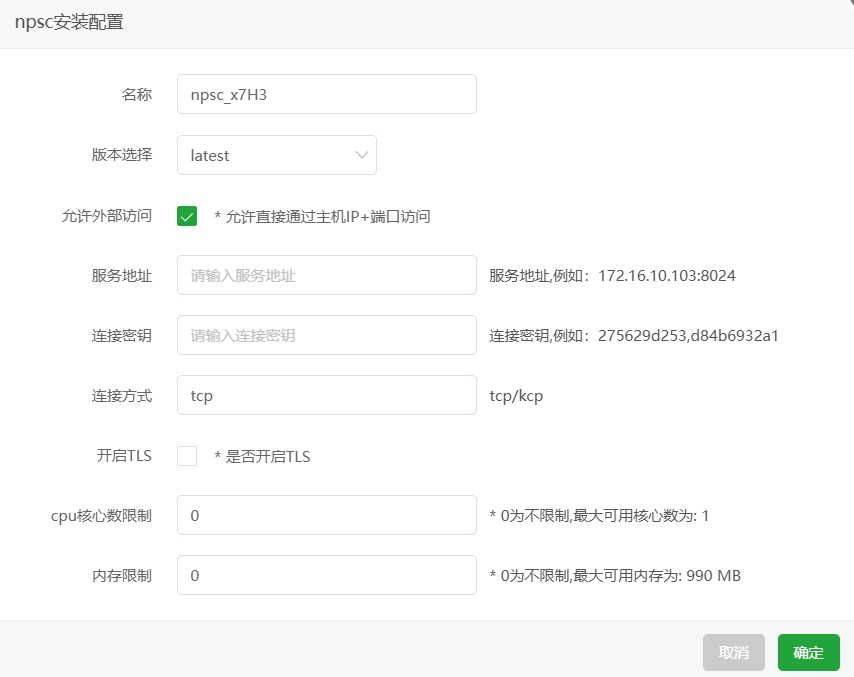 npsc安装配置
名称 npsc_x7H3
版本选择 latest
允许外部访问 * 允许直接通过主机IP+端口访问
服务地址 请输入服务地址 服务地址,例如：172.16.10.103:8024
连接密钥 请输入连接密钥 连接密钥,例如：275629d253,d84b6932a1
连接方式 tcp tcp/kcp
开启TLS * 是否开启TLS
cpu核心数限制 0 * 0为不限制,最大可用核心数为: 1
内存限制 0 * 0为不限制,最大可用内存为: 990 MB
取消 确定